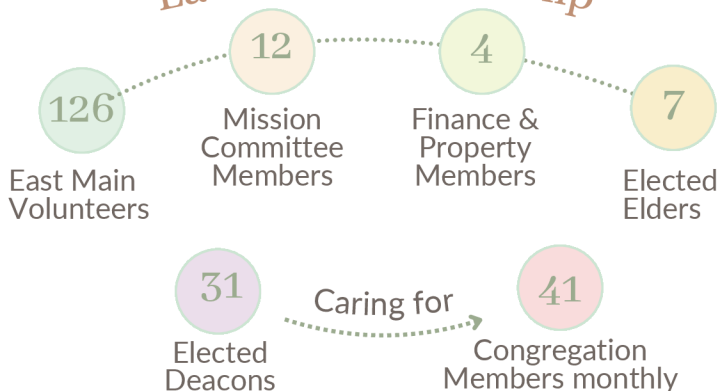 126
12
4
7
East Main
Volunteers
Mission
Committee
Members
Finance &
Property
Members
Elected
Elders
31
Caring for
41
Elected
Deacons
Congregation
Members monthly